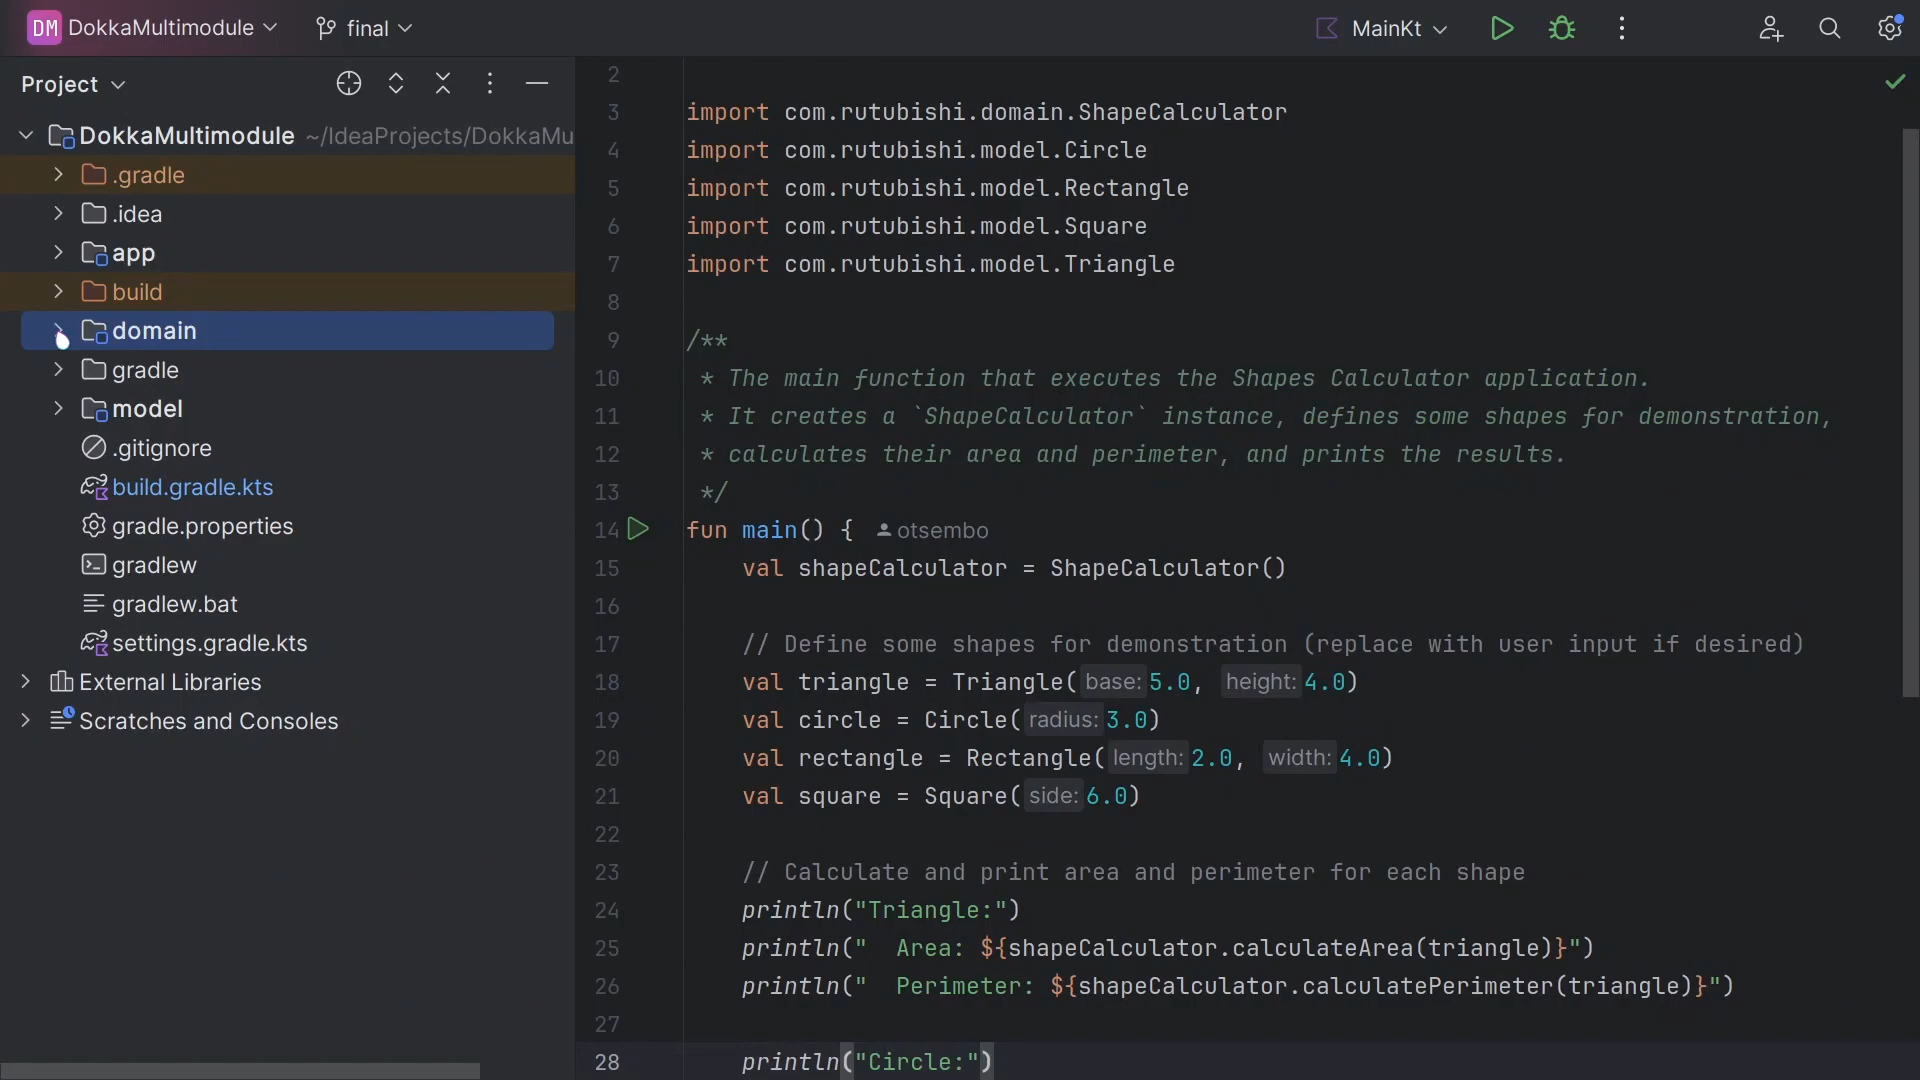 DM DokkaMultimodule final MainKt
Project
DokkaMultimodule ~/IdeaProjects/DokkaMu
.gradle
.idea
app
build
domain
gradle
model
.gitignore
build.gradle.kts
gradle.properties
gradlew
gradlew.bat
settings.gradle.kts
External Libraries
Scratches and Consoles
2
3 import com.rutubishi.domain.ShapeCalculator
4 import com.rutubishi.model.Circle
5 import com.rutubishi.model.Rectangle
6 import com.rutubishi.model.Square
7 import com.rutubishi.model.Triangle
8
9 /**
10 * The main function that executes the Shapes Calculator application.
11 * It creates a `ShapeCalculator` instance, defines some shapes for demonstration,
12 * calculates their area and perimeter, and prints the results.
13 */
14 fun main() { otsembo
15 val shapeCalculator = ShapeCalculator()
16
17 // Define some shapes for demonstration (replace with user input if desired)
18 val triangle = Triangle( base: 5.0, height: 4.0)
19 val circle = Circle( radius: 3.0)
20 val rectangle = Rectangle( length: 2.0, width: 4.0)
21 val square = Square( side: 6.0)
22
23 // Calculate and print area and perimeter for each shape
24 println("Triangle:")
25 println("  Area: ${shapeCalculator.calculateArea(triangle)}")
26 println("  Perimeter: ${shapeCalculator.calculatePerimeter(triangle)}")
27
28 println("Circle:")